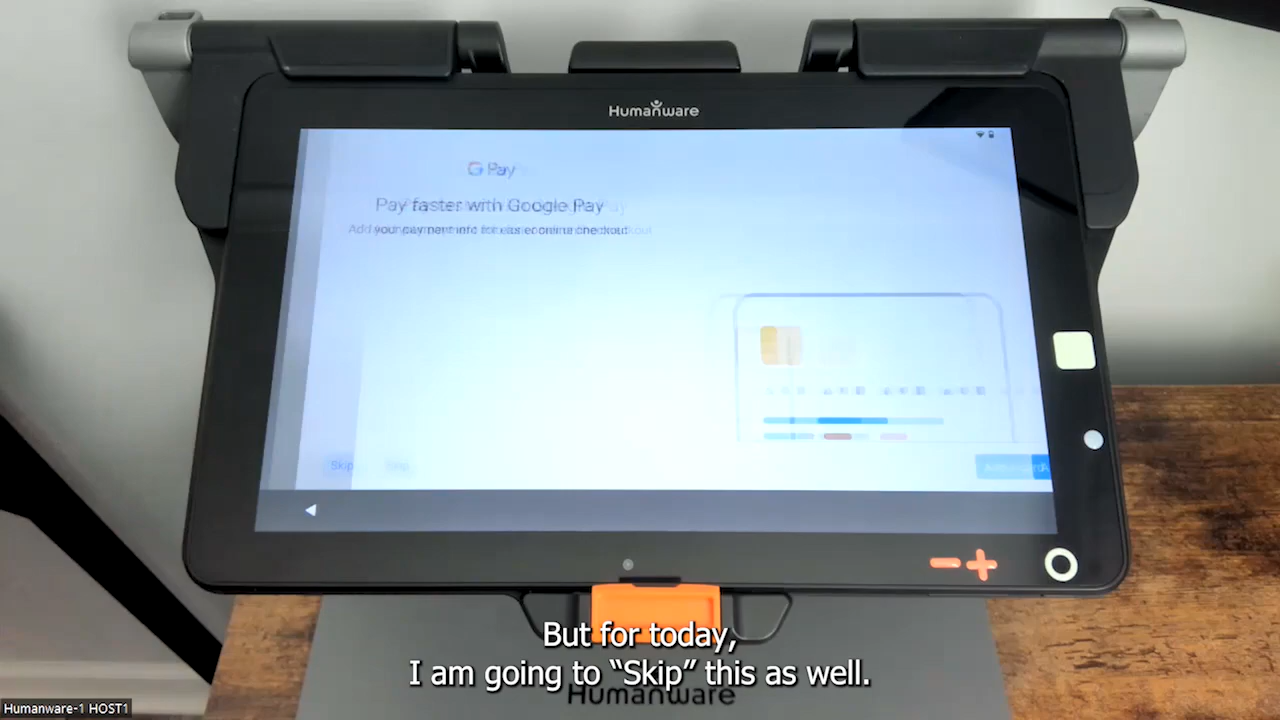 Humanware
G Pay
Pay faster with Google Pay
Add your payment info for easier online checkout
Skip
But for today,
I am going to “Skip” this as well.
Humanware
Humanware-1 HOST1